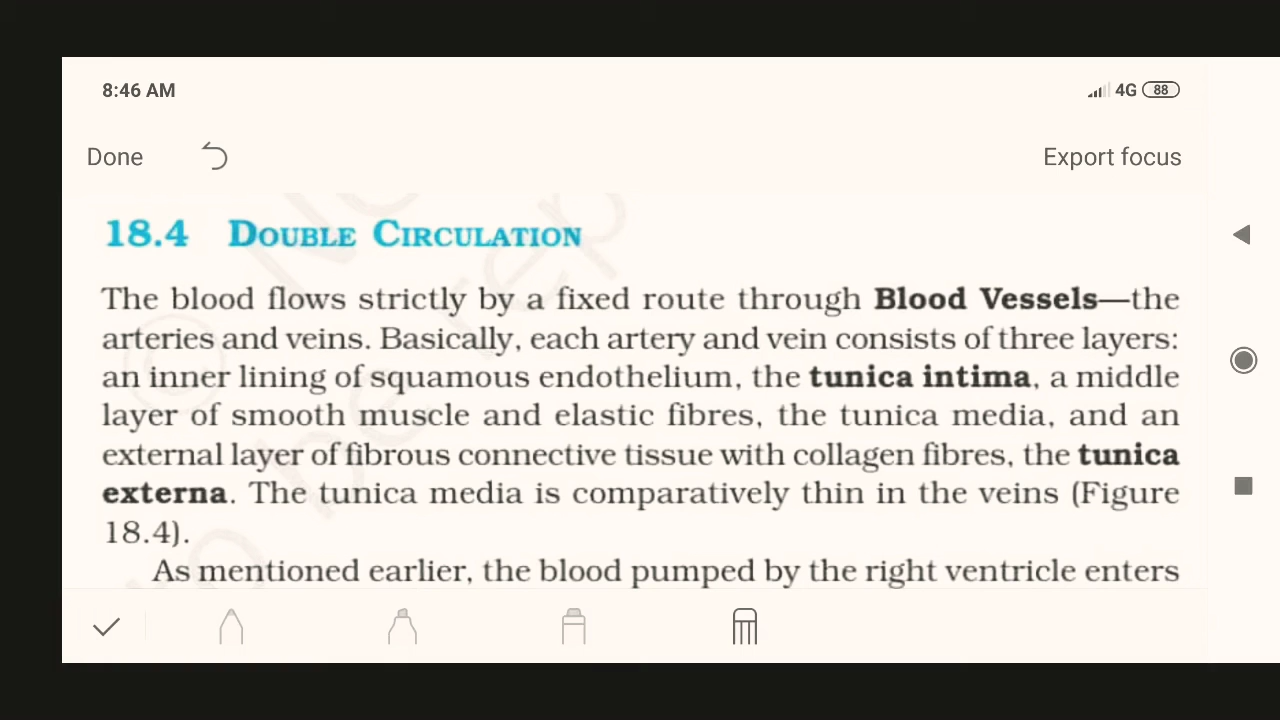 8:46 AM 4G 88
Done Export focus
18.4 DOUBLE CIRCULATION
The blood flows strictly by a fixed route through Blood Vessels—the
arteries and veins. Basically, each artery and vein consists of three layers:
an inner lining of squamous endothelium, the tunica intima, a middle
layer of smooth muscle and elastic fibres, the tunica media, and an
external layer of fibrous connective tissue with collagen fibres, the tunica
externa. The tunica media is comparatively thin in the veins (Figure
18.4).
As mentioned earlier, the blood pumped by the right ventricle enters